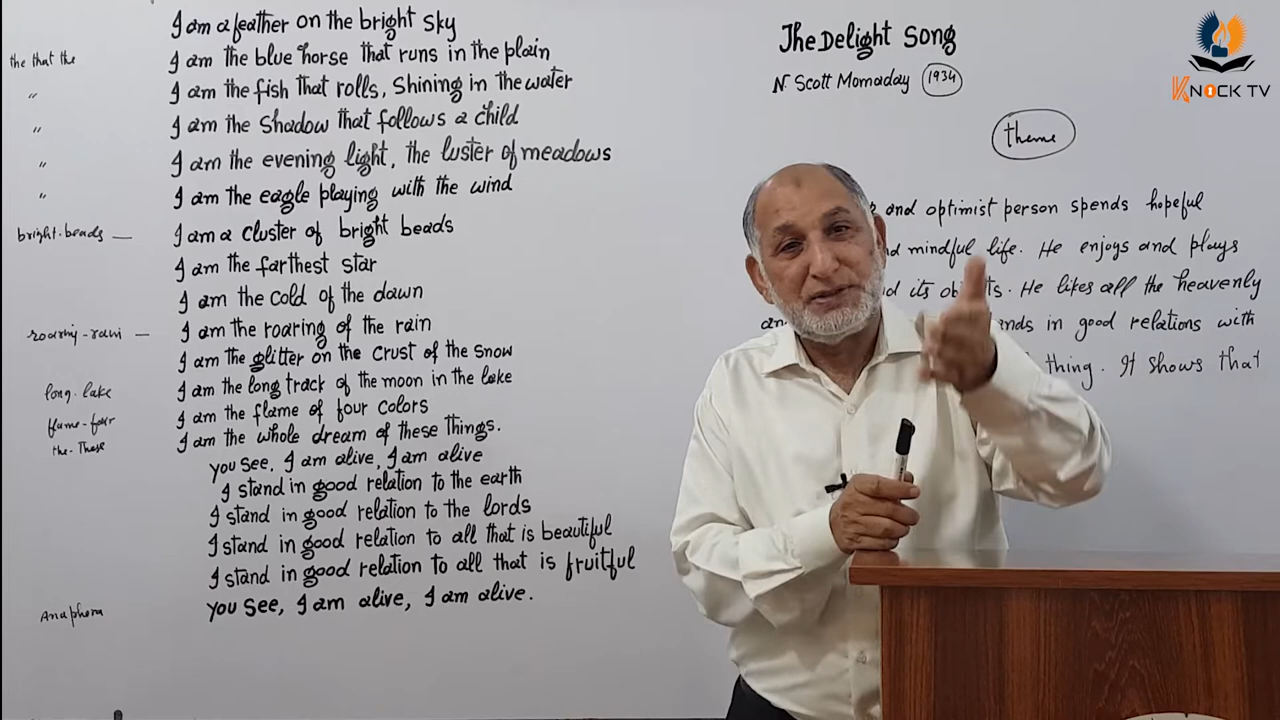 I am a feather on the bright sky
the that the I am the blue horse that runs in the plain
" I am the fish that rolls, shining in the water
" I am the shadow that follows a child
" I am the evening light, the luster of meadows
" I am the eagle playing with the wind
bright-beads — I am a cluster of bright beads
I am the farthest star
I am the cold of the dawn
roaring-rain — I am the roaring of the rain
I am the glitter on the crust of the snow
long-lake I am the long track of the moon in the lake
flame-four I am the flame of four colors
the-these I am the whole dream of these things.
you see, I am alive, I am alive
I stand in good relation to the earth
I stand in good relation to the lords
I stand in good relation to all that is beautiful
I stand in good relation to all that is fruitful
Anaphora you see, I am alive, I am alive.
The Delight Song
N. Scott Momaday 1934
theme
and optimist person spends hopeful
mindful life. He enjoys and plays
its objects. He likes all the heavenly
in good relations with
thing. It shows that
KNOCK TV